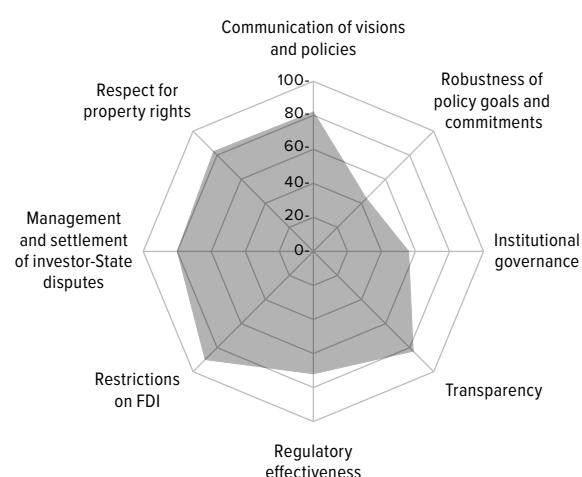 Communication of visions
and policies
Robustness of
policy goals and
commitments
Respect for
property rights
100-
80-
60-
40-
20-
0-
Institutional
governance
Management
and settlement
of investor-State
disputes
Transparency
Restrictions
on FDI
Regulatory
effectiveness